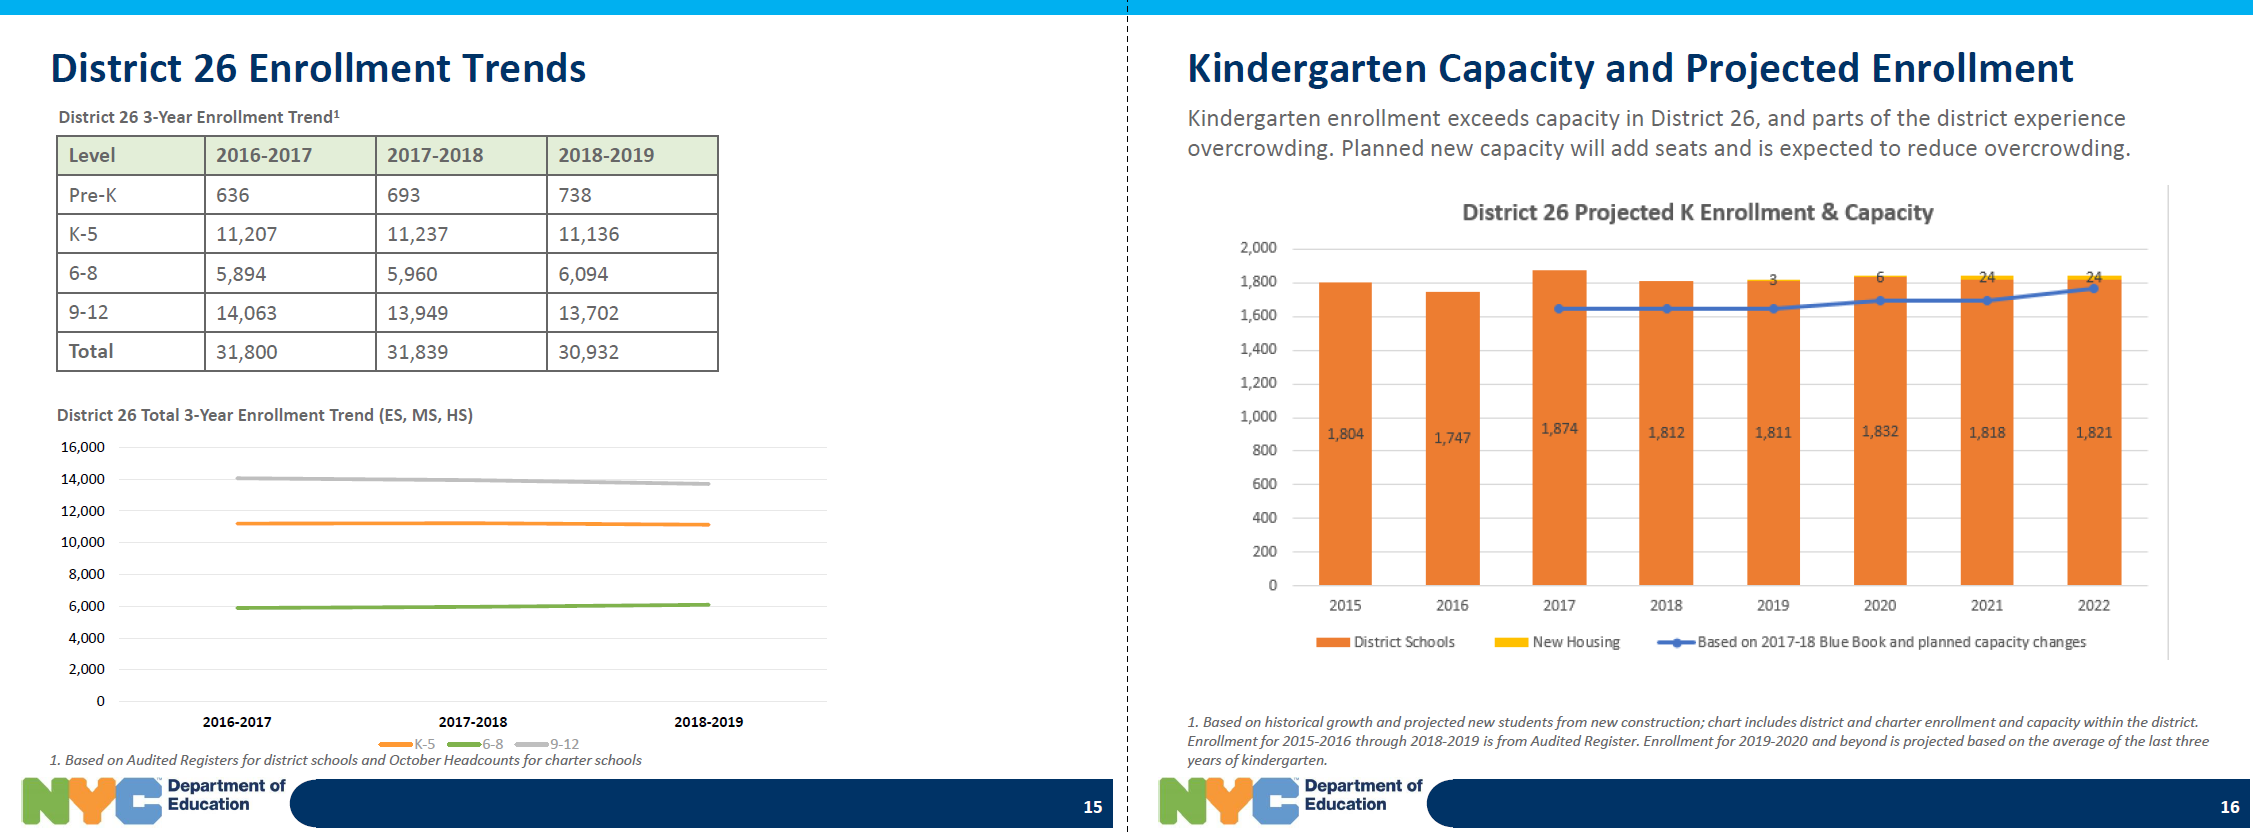 District 26 Enrollment Trends
District 26 3-Year Enrollment Trend1
Level 2016-2017 2017-2018 2018-2019
Pre-K 636 693 738
K-5 11,207 11,237 11,136
6-8 5,894 5,960 6,094
9-12 14,063 13,949 13,702
Total 31,800 31,839 30,932
District 26 Total 3-Year Enrollment Trend (ES, MS, HS)
16,000
14,000
12,000
10,000
8,000
6,000
4,000
2,000
0
2016-2017 2017-2018 2018-2019
K-5 6-8 9-12
1. Based on Audited Registers for district schools and October Headcounts for charter schools
NYC Department of
Education
15
Kindergarten Capacity and Projected Enrollment
Kindergarten enrollment exceeds capacity in District 26, and parts of the district experience
overcrowding. Planned new capacity will add seats and is expected to reduce overcrowding.
District 26 Projected K Enrollment & Capacity
2,000
1,800
1,600
1,400
1,200
1,000
800
600
400
200
0
3 6 24 24
1,804 1,747 1,874 1,812 1,811 1,832 1,818 1,821
2015 2016 2017 2018 2019 2020 2021 2022
District Schools New Housing Based on 2017-18 Blue Book and planned capacity changes
1. Based on historical growth and projected new students from new construction; chart includes district and charter enrollment and capacity within the district.
Enrollment for 2015-2016 through 2018-2019 is from Audited Register. Enrollment for 2019-2020 and beyond is projected based on the average of the last three
years of kindergarten.
NYC Department of
Education
16